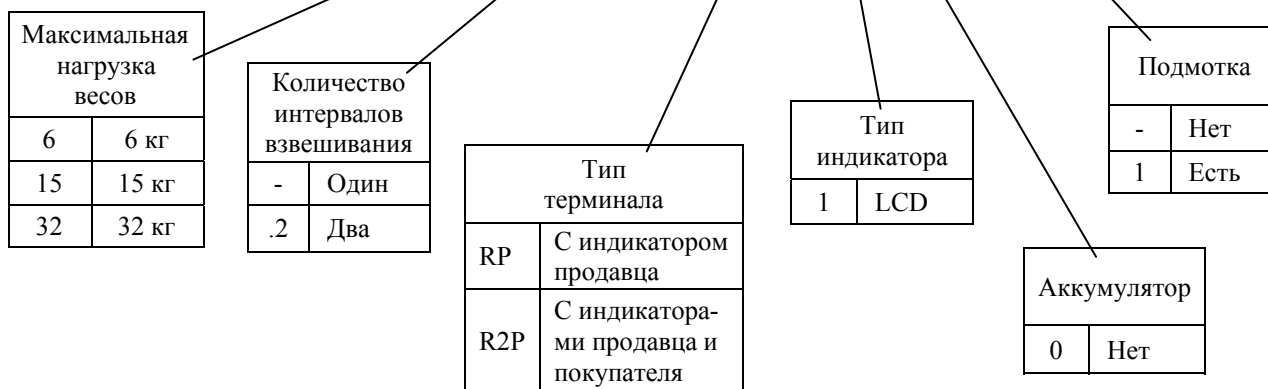 Максимальная
нагрузка
весов
6 6 кг
15 15 кг
32 32 кг
Количество
интервалов
взвешивания
- Один
.2 Два
Тип
терминала
RP С индикатором
продавца
R2P С индикатора-
ми продавца и
покупателя
Тип
индикатора
1 LCD
Аккумулятор
0 Нет
Подмотка
- Нет
1 Есть